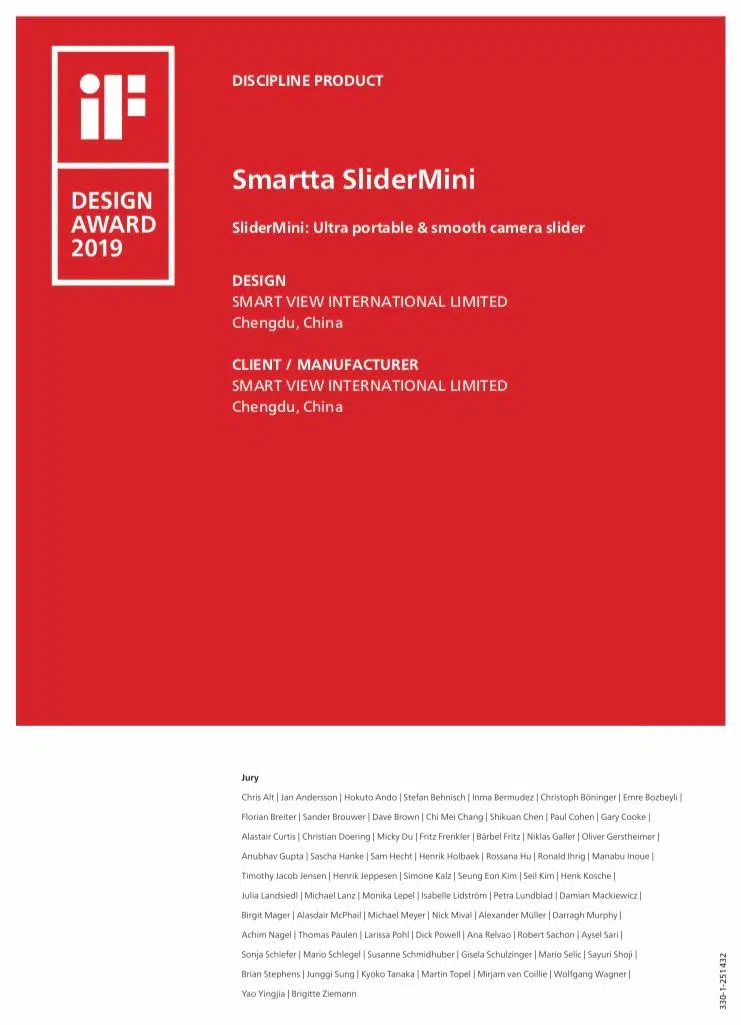 iF
DESIGN
AWARD
2019
DISCIPLINE PRODUCT
Smartta SliderMini
SliderMini: Ultra portable & smooth camera slider
DESIGN
SMART VIEW INTERNATIONAL LIMITED
Chengdu, China
CLIENT / MANUFACTURER
SMART VIEW INTERNATIONAL LIMITED
Chengdu, China
Jury
Chris Alt | Jan Andersson | Hokuto Ando | Stefan Behnisch | Inma Bermudez | Christoph Böninger | Emre Bozbeyli |
Florian Breiter | Sander Brouwer | Dave Brown | Chi Mei Chang | Shikuan Chen | Paul Cohen | Gary Cooke |
Alastair Curtis | Christian Doering | Micky Du | Fritz Frenkler | Bärbel Fritz | Niklas Galler | Oliver Gerstheimer |
Anubhav Gupta | Sascha Hanke | Sam Hecht | Henrik Holbaek | Rossana Hu | Ronald Ihrig | Manabu Inoue |
Timothy Jacob Jensen | Henrik Jeppesen | Simone Kalz | Seung Eon Kim | Seil Kim | Henk Kosche |
Julia Landsiedl | Michael Lanz | Monika Lepel | Isabelle Lidström | Petra Lundblad | Damian Mackiewicz |
Birgit Mager | Alasdair McPhail | Michael Meyer | Nick Mival | Alexander Müller | Darragh Murphy |
Achim Nagel | Thomas Paulen | Larissa Pohl | Dick Powell | Ana Relvao | Robert Sachon | Aysel Sari |
Sonja Schiefer | Mario Schlegel | Susanne Schmidhuber | Gisela Schulzinger | Mario Selic | Sayuri Shoji |
Brian Stephens | Junggi Sung | Kyoko Tanaka | Martin Topel | Mirjam van Coillie | Wolfgang Wagner |
Yao Yingjia | Brigitte Ziemann
330-1-251432